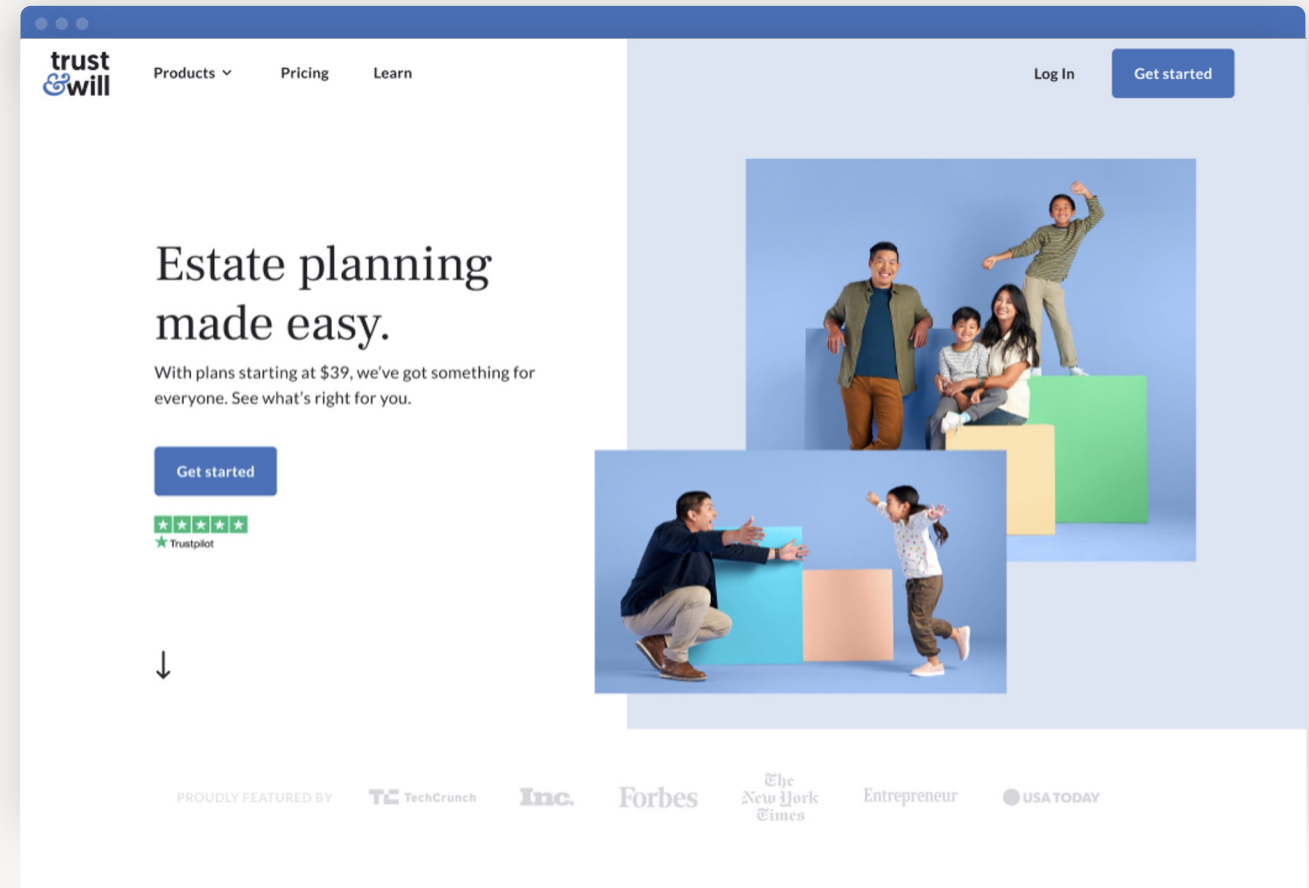 trust
&will
Products
Pricing
Learn
Log In
Get started
Estate planning
made easy.
With plans starting at $39, we’ve got something for
everyone. See what’s right for you.
Get started
Trustpilot
PROUDLY FEATURED BY
TC TechCrunch
Inc.
Forbes
The
New York
Times
Entrepreneur
USA TODAY